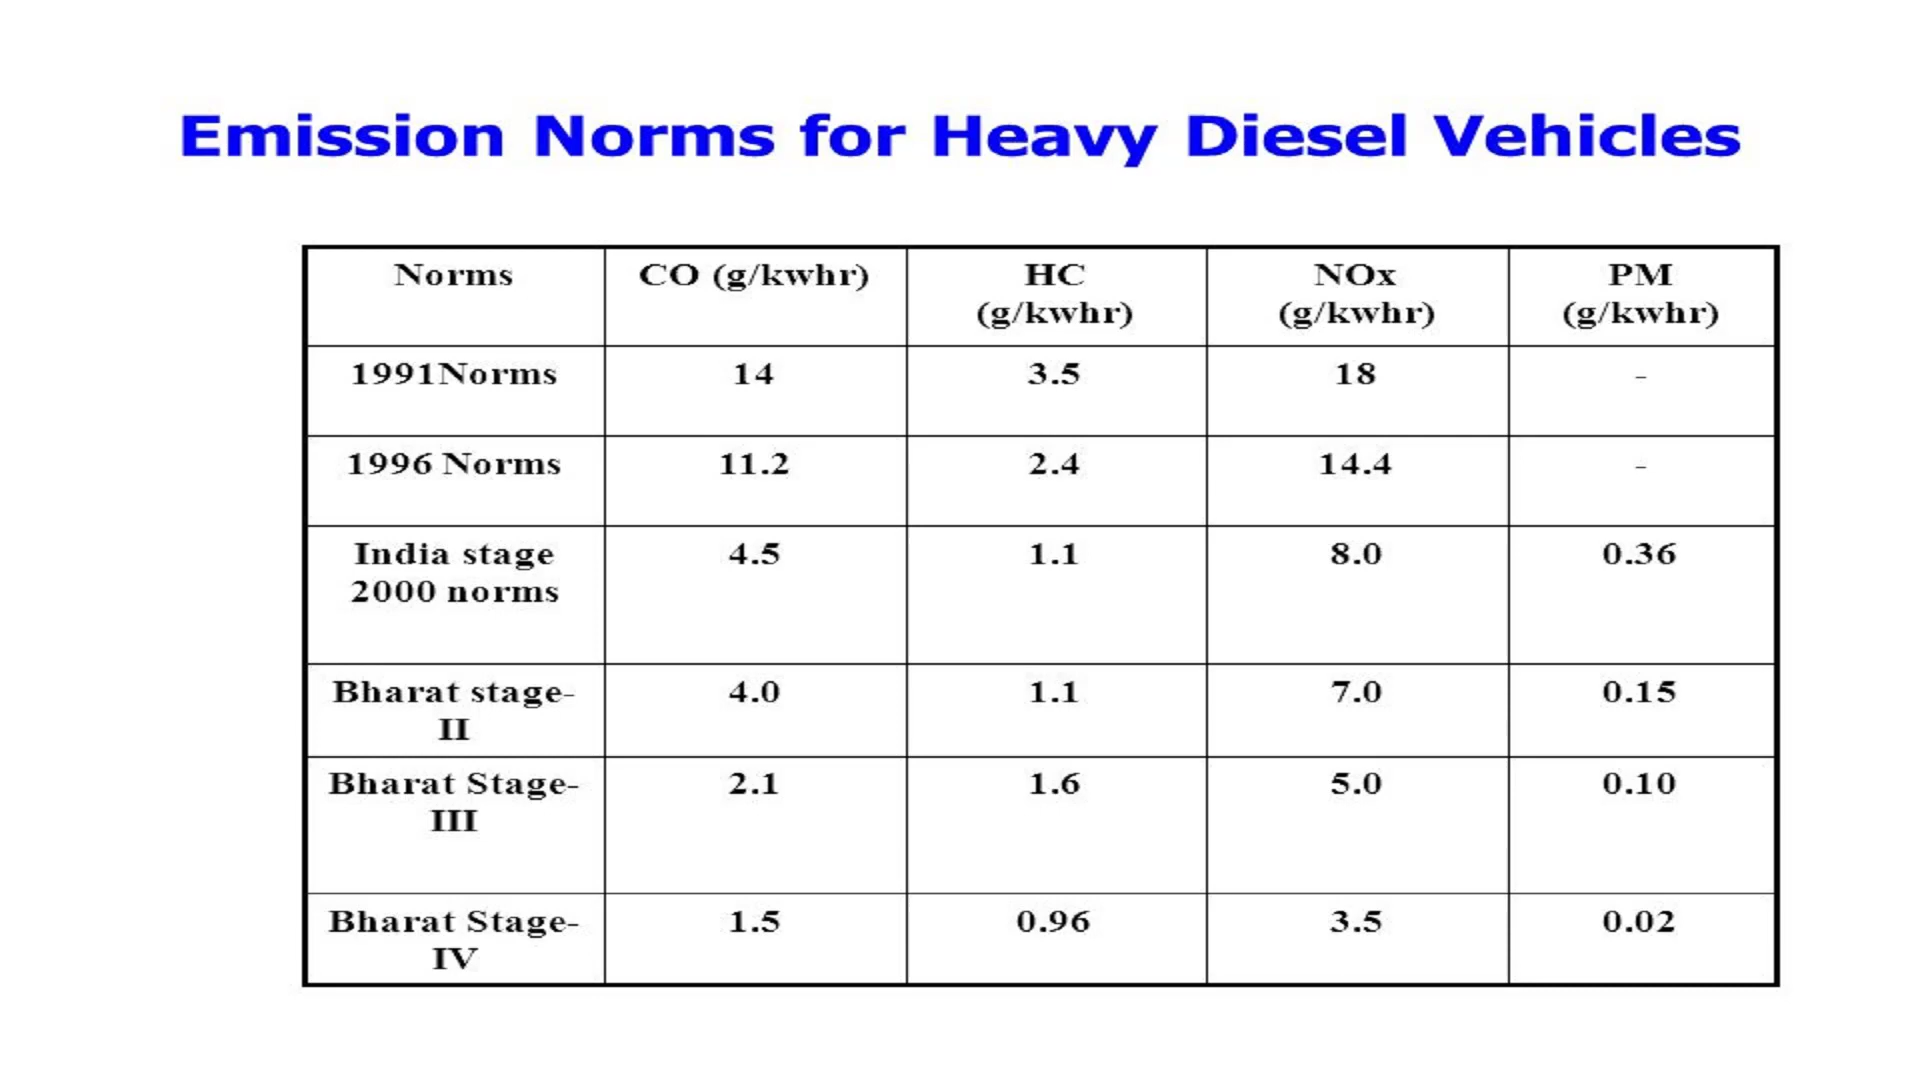 Emission Norms for Heavy Diesel Vehicles
Norms CO (g/kwhr) HC NOx PM
(g/kwhr) (g/kwhr) (g/kwhr)
1991Norms 14 3.5 18 -
1996 Norms 11.2 2.4 14.4 -
India stage 4.5 1.1 8.0 0.36
2000 norms
Bharat stage- 4.0 1.1 7.0 0.15
II
Bharat Stage- 2.1 1.6 5.0 0.10
III
Bharat Stage- 1.5 0.96 3.5 0.02
IV